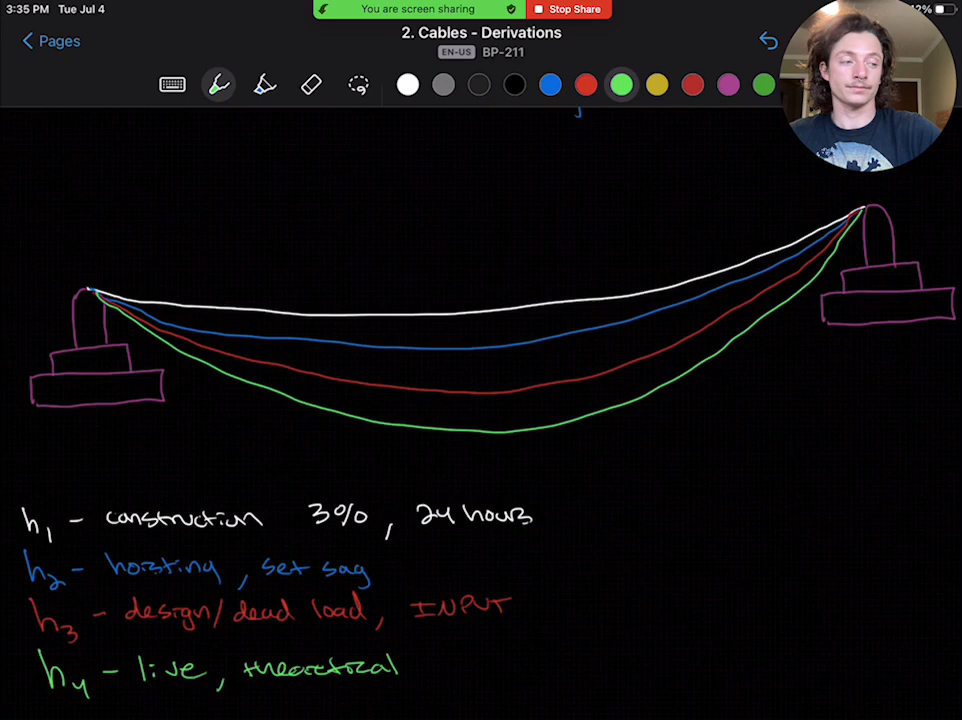 3:35 PM Tue Jul 4
You are screen sharing
Stop Share
2%
Pages
2. Cables - Derivations
EN-US BP-211
h1 - construction 3%, 24 hours
h2 - hoisting, set sag
h3 - design/dead load, INPUT
h4 - live, theoretical